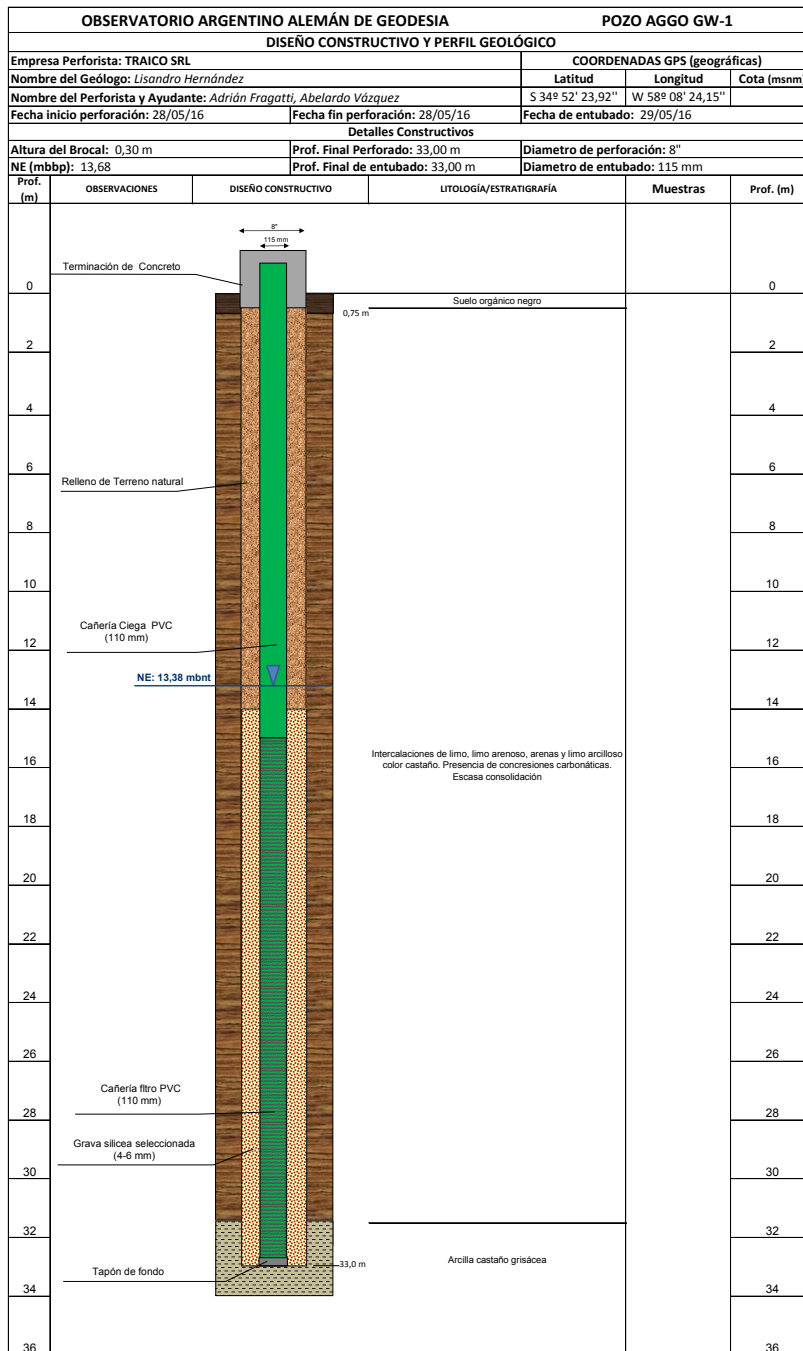 OBSERVATORIO ARGENTINO ALEMÁN DE GEODESIA POZO AGGO GW-1
DISEÑO CONSTRUCTIVO Y PERFIL GEOLÓGICO
Empresa Perforista: TRAICO SRL COORDENADAS GPS (geográficas)
Nombre del Geólogo: Lisandro Hernández Latitud Longitud Cota (msnm)
Nombre del Perforista y Ayudante: Adrián Fragatti, Abelardo Vázquez S 34º 52' 23,92'' W 58º 08' 24,15''
Fecha inicio perforación: 28/05/16 Fecha fin perforación: 28/05/16 Fecha de entubado: 29/05/16
Detalles Constructivos
Altura del Brocal: 0,30 m Prof. Final Perforado: 33,00 m Diametro de perforación: 8"
NE (mbbp): 13,68 Prof. Final de entubado: 33,00 m Diametro de entubado: 115 mm
Prof. (m) OBSERVACIONES DISEÑO CONSTRUCTIVO LITOLOGÍA/ESTRATIGRAFÍA Muestras Prof. (m)
8"
115 mm
Terminación de Concreto
0 0
Suelo orgánico negro
0,75 m
2 2
4 4
6 6
Relleno de Terreno natural
8 8
10 10
Cañería Ciega PVC
(110 mm)
12 12
NE: 13,38 mbnt
14 14
Intercalaciones de limo, limo arenoso, arenas y limo arcilloso
color castaño. Presencia de concresiones carbonáticas.
Escasa consolidación
16 16
18 18
20 20
22 22
24 24
26 26
Cañería fltro PVC
(110 mm)
28 28
Grava silicea seleccionada
(4-6 mm)
30 30
32 32
33,0 m
Arcilla castaño grisácea
Tapón de fondo
34 34
36 36